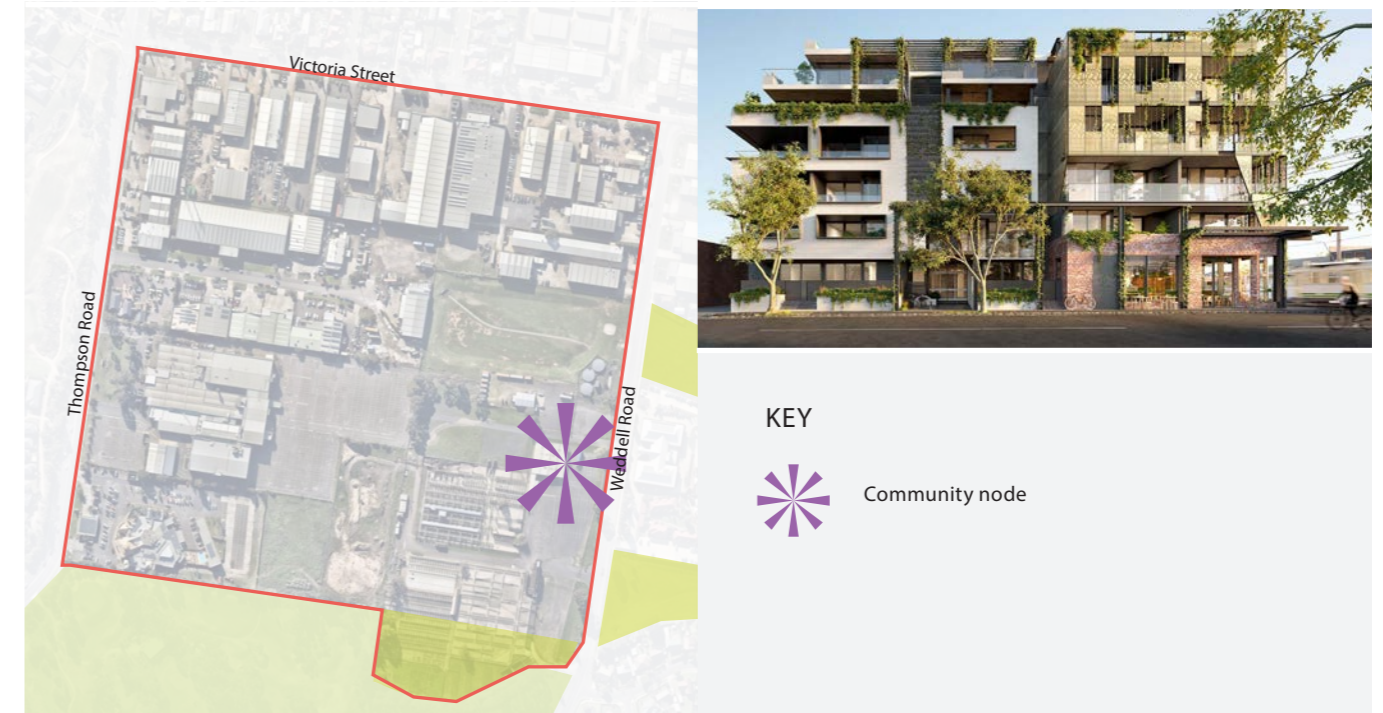 Victoria Street
Thompson Road
Weddell Road
KEY
Community node